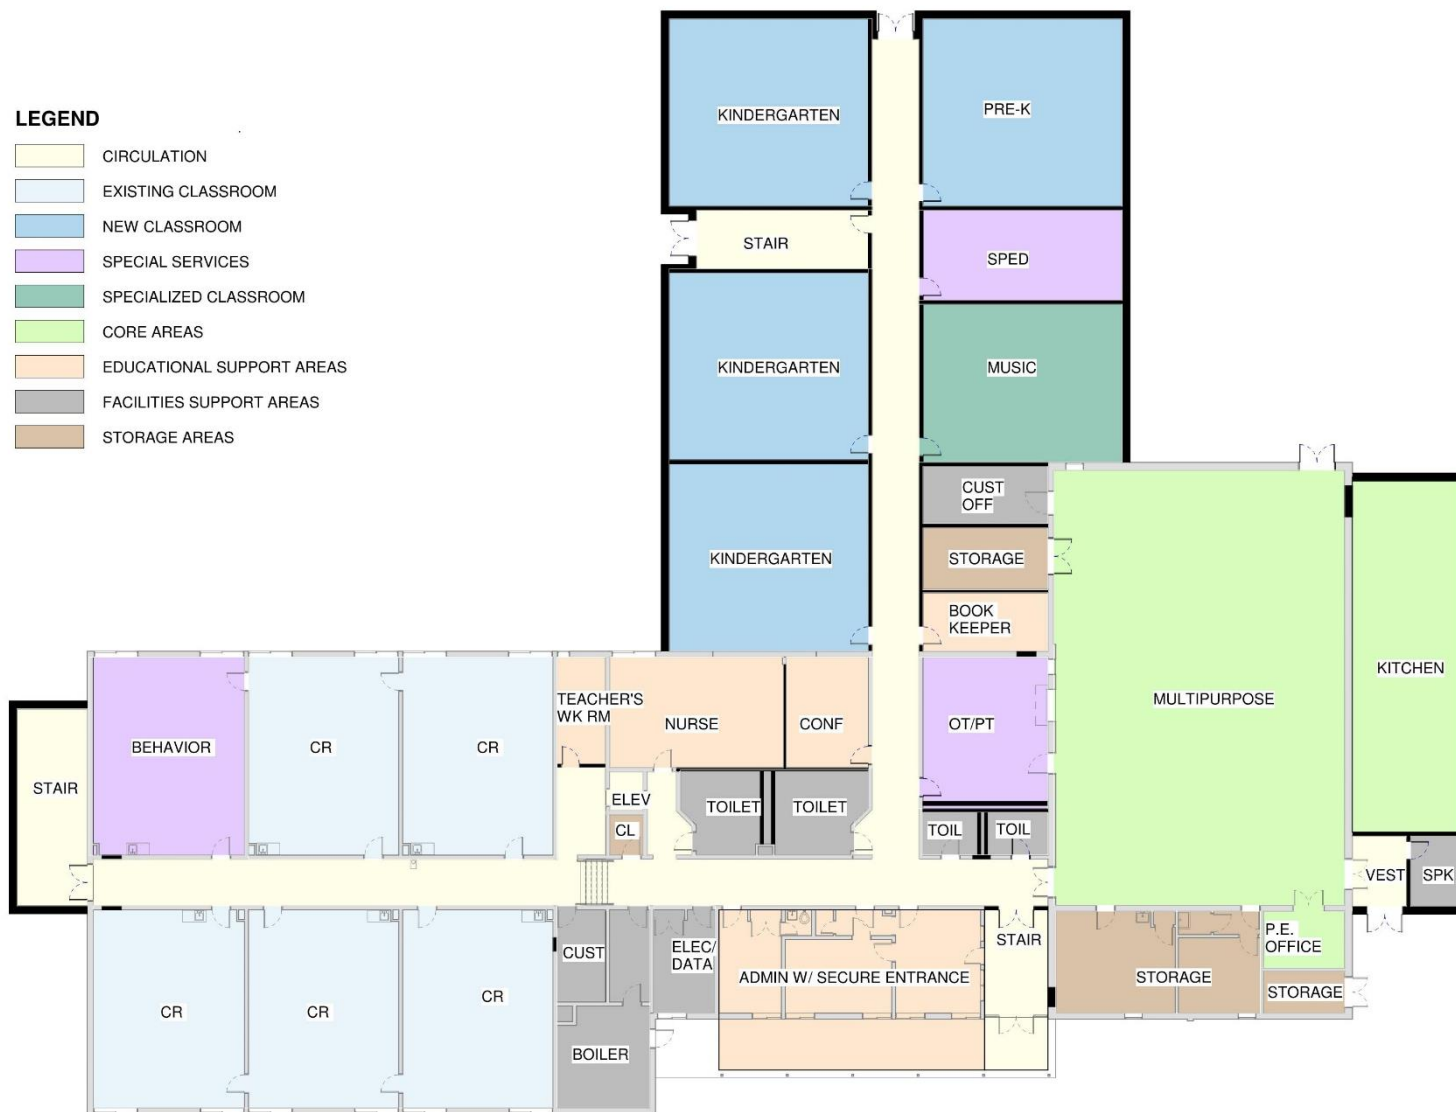 LEGEND
CIRCULATION
EXISTING CLASSROOM
NEW CLASSROOM
SPECIAL SERVICES
SPECIALIZED CLASSROOM
CORE AREAS
EDUCATIONAL SUPPORT AREAS
FACILITIES SUPPORT AREAS
STORAGE AREAS
KINDERGARTEN
PRE-K
STAIR
SPED
KINDERGARTEN
MUSIC
CUST
OFF
STORAGE
KINDERGARTEN
BOOK
KEEPER
MULTIPURPOSE
KITCHEN
TEACHER'S
WK RM
NURSE
CONF
OT/PT
BEHAVIOR
CR
CR
STAIR
ELEV
CL
TOILET
TOILET
TOIL
TOIL
VEST
SPK
CUST
ELEC/
DATA
ADMIN W/ SECURE ENTRANCE
STAIR
STORAGE
P.E.
OFFICE
STORAGE
CR
CR
CR
BOILER